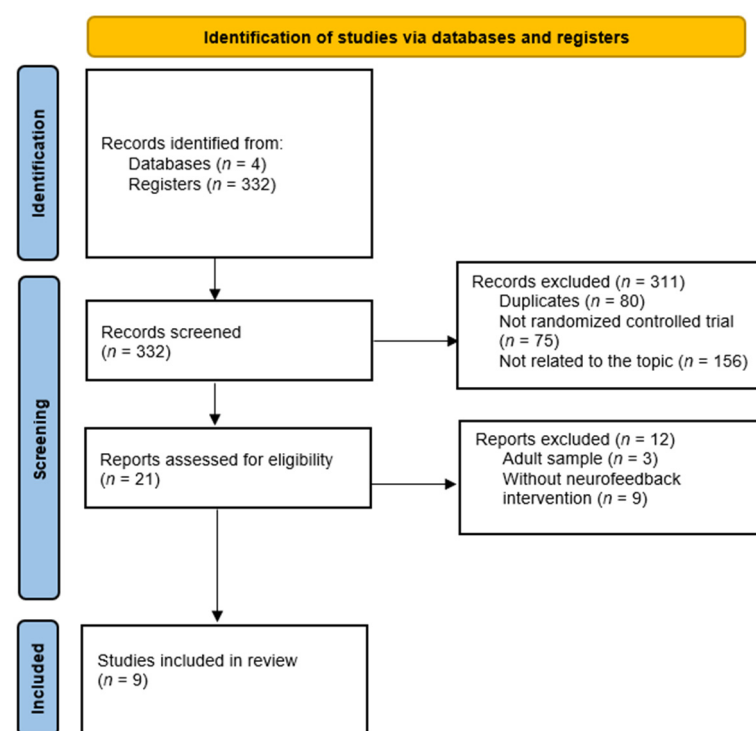 Identification of studies via databases and registers
Identification
Records identified from:
Databases (n = 4)
Registers (n = 332)
Screening
Records screened
(n = 332)
Records excluded (n = 311)
Duplicates (n = 80)
Not randomized controlled trial
(n = 75)
Not related to the topic (n = 156)
Reports assessed for eligibility
(n = 21)
Reports excluded (n = 12)
Adult sample (n = 3)
Without neurofeedback
intervention (n = 9)
Included
Studies included in review
(n = 9)